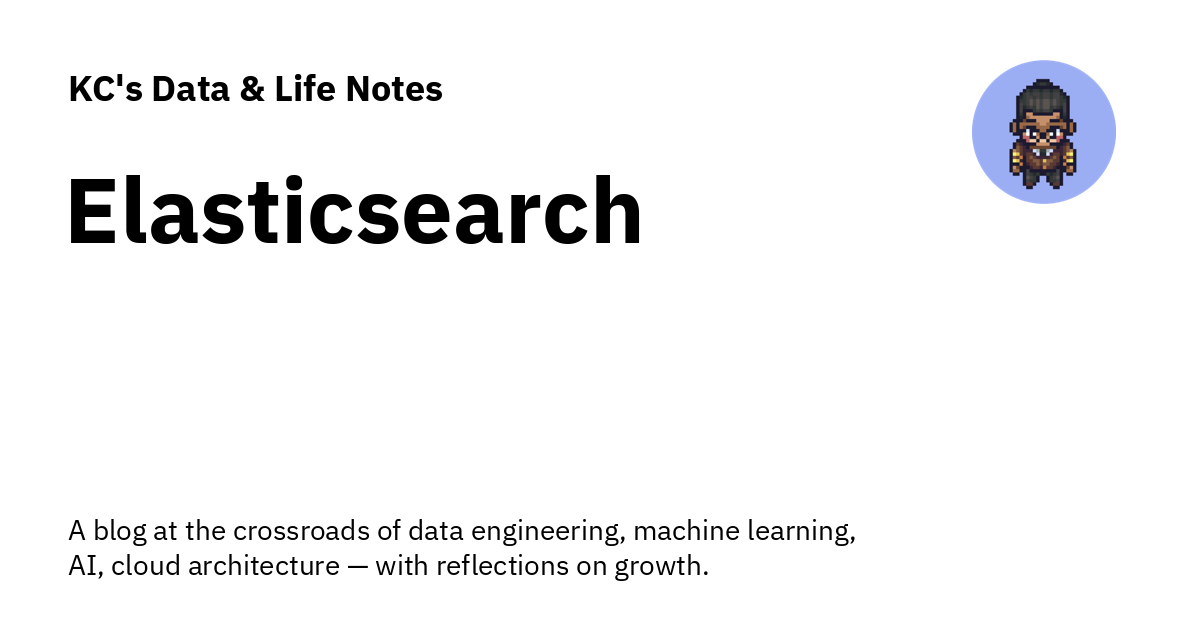 KC's Data & Life Notes
Elasticsearch
A blog at the crossroads of data engineering, machine learning,
AI, cloud architecture — with reflections on growth.